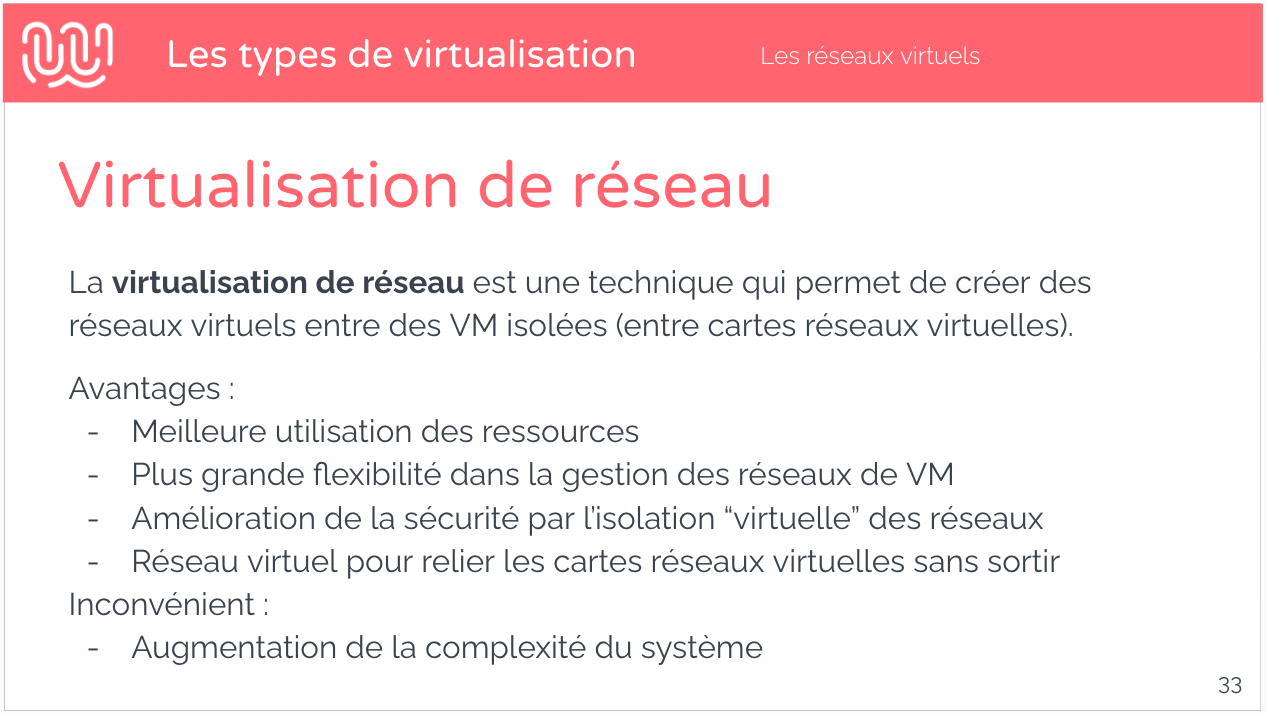 Les types de virtualisation
Les réseaux virtuels
Virtualisation de réseau
La virtualisation de réseau est une technique qui permet de créer des
réseaux virtuels entre des VM isolées (entre cartes réseaux virtuelles).
Avantages :
- Meilleure utilisation des ressources
- Plus grande flexibilité dans la gestion des réseaux de VM
- Amélioration de la sécurité par l’isolation “virtuelle” des réseaux
- Réseau virtuel pour relier les cartes réseaux virtuelles sans sortir
Inconvénient :
- Augmentation de la complexité du système
33